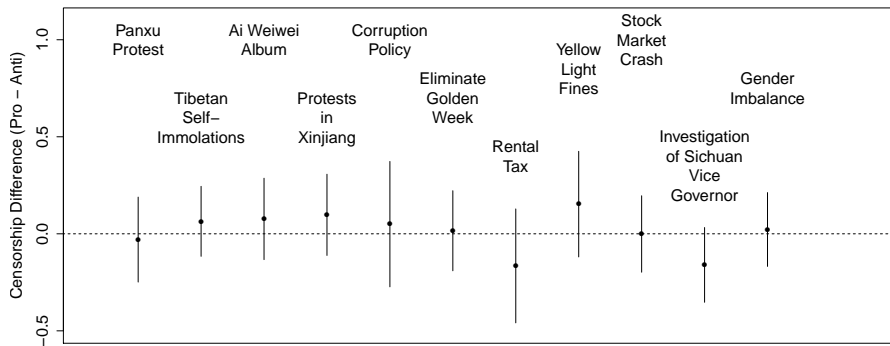 Censorship Difference (Pro − Anti)
1.0
0.5
0.0
−0.5
Panxu
Protest
Tibetan
Self−
Immolations
Ai Weiwei
Album
Protests
in
Xinjiang
Corruption
Policy
Eliminate
Golden
Week
Rental
Tax
Yellow
Light
Fines
Stock
Market
Crash
Investigation
of Sichuan
Vice
Governor
Gender
Imbalance